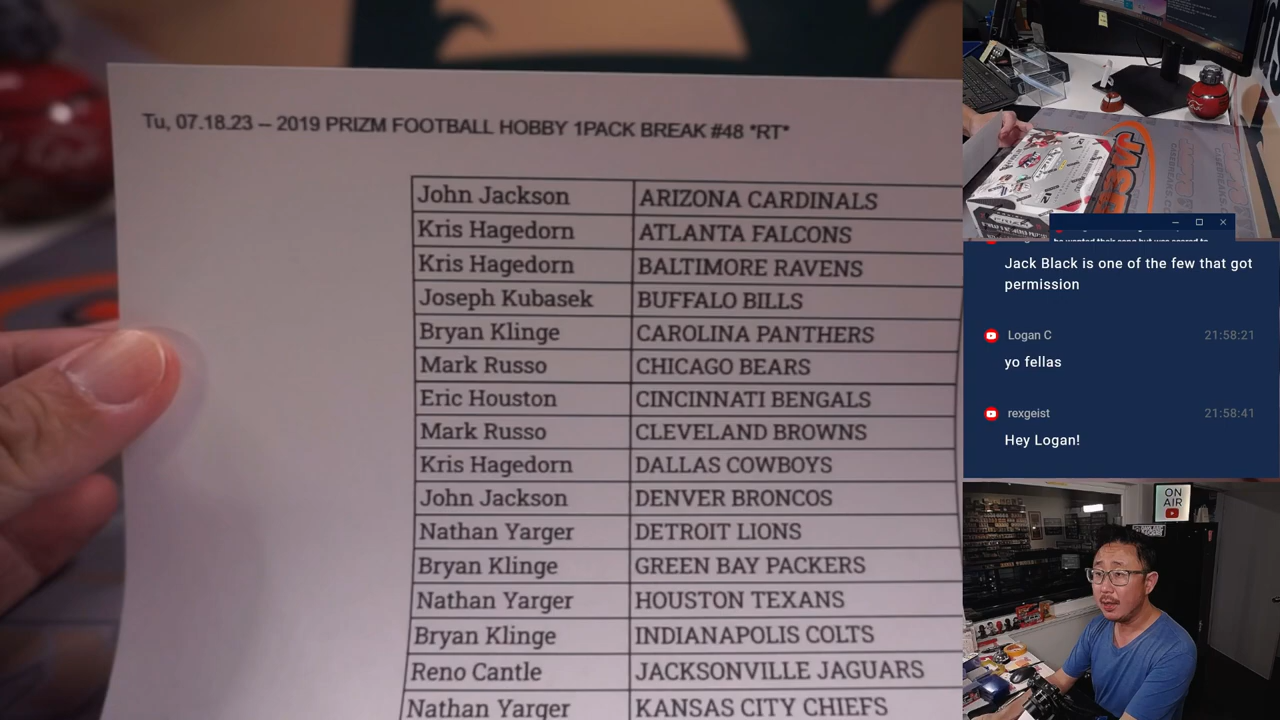 Tu, 07.18.23 – 2019 PRIZM FOOTBALL HOBBY 1PACK BREAK #48 *RT*
John Jackson ARIZONA CARDINALS
Kris Hagedorn ATLANTA FALCONS
Kris Hagedorn BALTIMORE RAVENS
Joseph Kubasek BUFFALO BILLS
Bryan Klinge CAROLINA PANTHERS
Mark Russo CHICAGO BEARS
Eric Houston CINCINNATI BENGALS
Mark Russo CLEVELAND BROWNS
Kris Hagedorn DALLAS COWBOYS
John Jackson DENVER BRONCOS
Nathan Yarger DETROIT LIONS
Bryan Klinge GREEN BAY PACKERS
Nathan Yarger HOUSTON TEXANS
Bryan Klinge INDIANAPOLIS COLTS
Reno Cantle JACKSONVILLE JAGUARS
Nathan Yarger KANSAS CITY CHIEFS
JAC
Jack Black is one of the few that got
permission
Logan C 21:58:21
yo fellas
rexgeist 21:58:41
Hey Logan!
ON
AIR